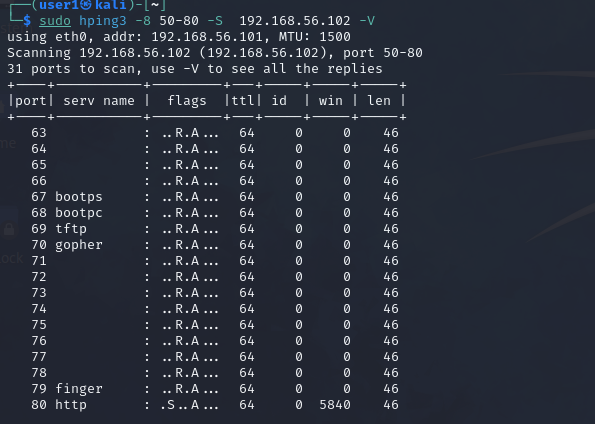 ┌──(user1㉿kali)-[~]
└─$ sudo hping3 -8 50-80 -S  192.168.56.102 -V
using eth0, addr: 192.168.56.101, MTU: 1500
Scanning 192.168.56.102 (192.168.56.102), port 50-80
31 ports to scan, use -V to see all the replies
+----+-----------+---------+---+-----+-----+-----+
|port| serv name |  flags  |ttl| id  | win | len |
+----+-----------+---------+---+-----+-----+-----+
   63            : ..R.A...  64     0     0    46
   64            : ..R.A...  64     0     0    46
   65            : ..R.A...  64     0     0    46
   66            : ..R.A...  64     0     0    46
   67 bootps     : ..R.A...  64     0     0    46
   68 bootpc     : ..R.A...  64     0     0    46
   69 tftp       : ..R.A...  64     0     0    46
   70 gopher     : ..R.A...  64     0     0    46
   71            : ..R.A...  64     0     0    46
   72            : ..R.A...  64     0     0    46
   73            : ..R.A...  64     0     0    46
   74            : ..R.A...  64     0     0    46
   75            : ..R.A...  64     0     0    46
   76            : ..R.A...  64     0     0    46
   77            : ..R.A...  64     0     0    46
   78            : ..R.A...  64     0     0    46
   79 finger     : ..R.A...  64     0     0    46
   80 http       : .S..A...  64     0  5840    46